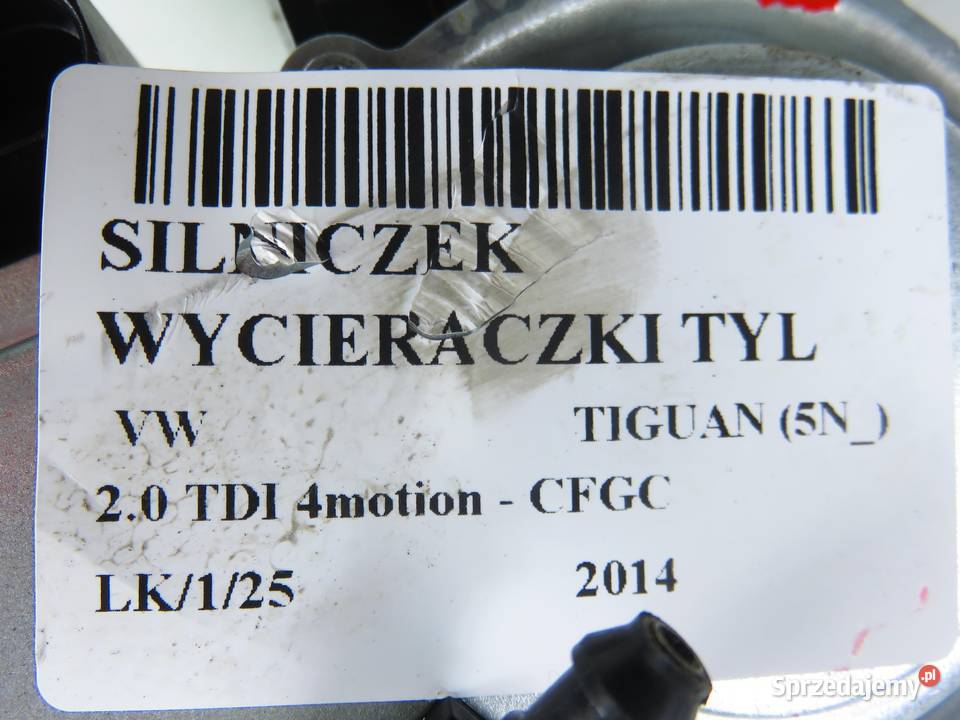 SILNICZEK
WYCIERACZKI TYL
VW TIGUAN (5N_)
2.0 TDI 4motion - CFGC
LK/1/25 2014
Sprzedajemy.pl